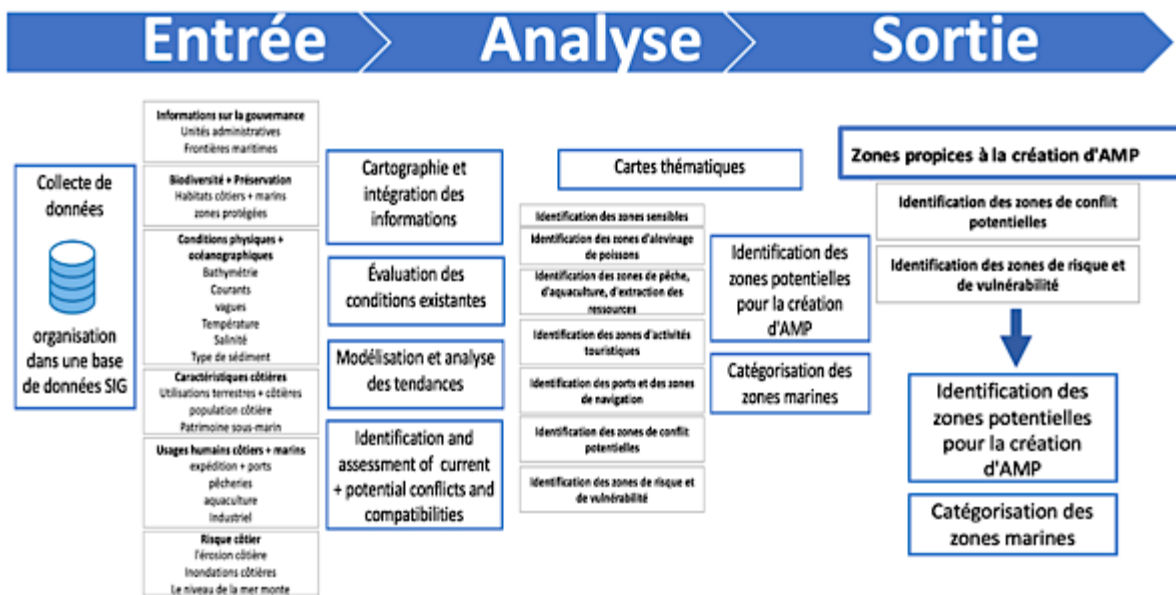 Entrée
Analyse
Sortie
Collecte de
données
organisation
dans une base
de données SIG
Informations sur la gouvernance
Unités administratives
Frontières maritimes
Biodiversité + Préservation
Habitats côtiers + marins
zones protégées
Conditions physiques +
océanographiques
Bathymétrie
Courants
vagues
Température
Salinité
Type de sédiment
Caractéristiques côtières
Utilisations terrestres + côtières
population côtière
Patrimoine sous-marin
Usages humains côtiers + marins
expédition + ports
pêcheries
aquaculture
Industriel
Risque côtier
l'érosion côtière
Inondations côtières
Le niveau de la mer monte
Cartographie et
intégration des
informations
Évaluation des
conditions existantes
Modélisation et analyse
des tendances
Identification and
assessment of current
+ potential conflicts and
compatibilities
Cartes thématiques
Identification des zones sensibles
Identification des zones d'alevinage
de poissons
Identification des zones de pêche,
d'aquaculture, d'extraction des
ressources
Identification des zones d'activités
touristiques
Identification des ports et des zones
de navigation
Identification des zones de conflit
potentielles
Identification des zones de risque et
de vulnérabilité
Identification des
zones potentielles
pour la création
d'AMP
Catégorisation des
zones marines
Zones propices à la création d'AMP
Identification des zones de conflit
potentielles
Identification des zones de risque et
de vulnérabilité
Identification des
zones potentielles
pour la création
d'AMP
Catégorisation des
zones marines